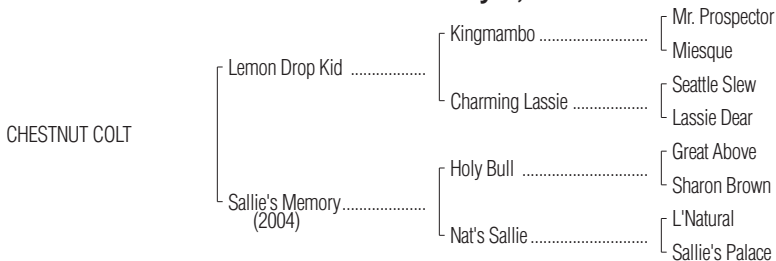 Mr. Prospector
Kingmambo ............................
Miesque
Lemon Drop Kid ..................
Seattle Slew
Charming Lassie ...................
Lassie Dear
CHESTNUT COLT
Great Above
Holy Bull ................................
Sharon Brown
Sallie's Memory....................
(2004)
L'Natural
Nat's Sallie..............................
Sallie's Palace